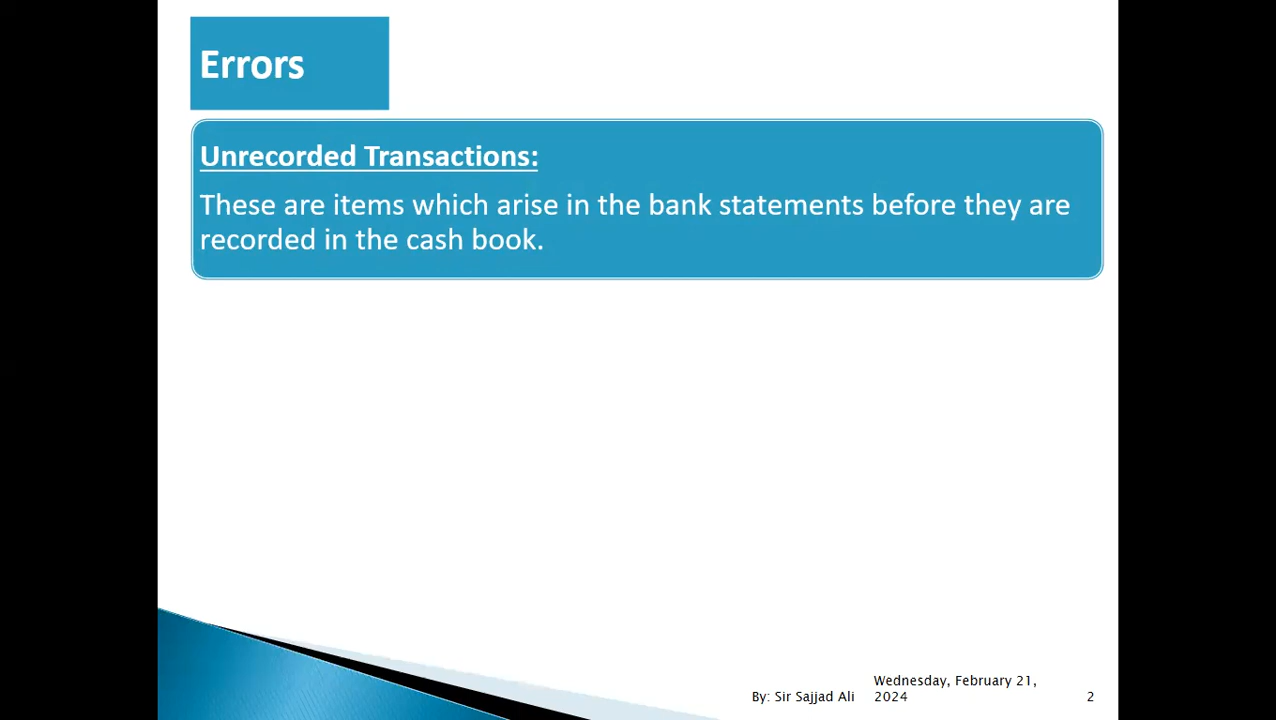 Errors
Unrecorded Transactions:
These are items which arise in the bank statements before they are
recorded in the cash book.
By: Sir Sajjad Ali
Wednesday, February 21,
2024
2